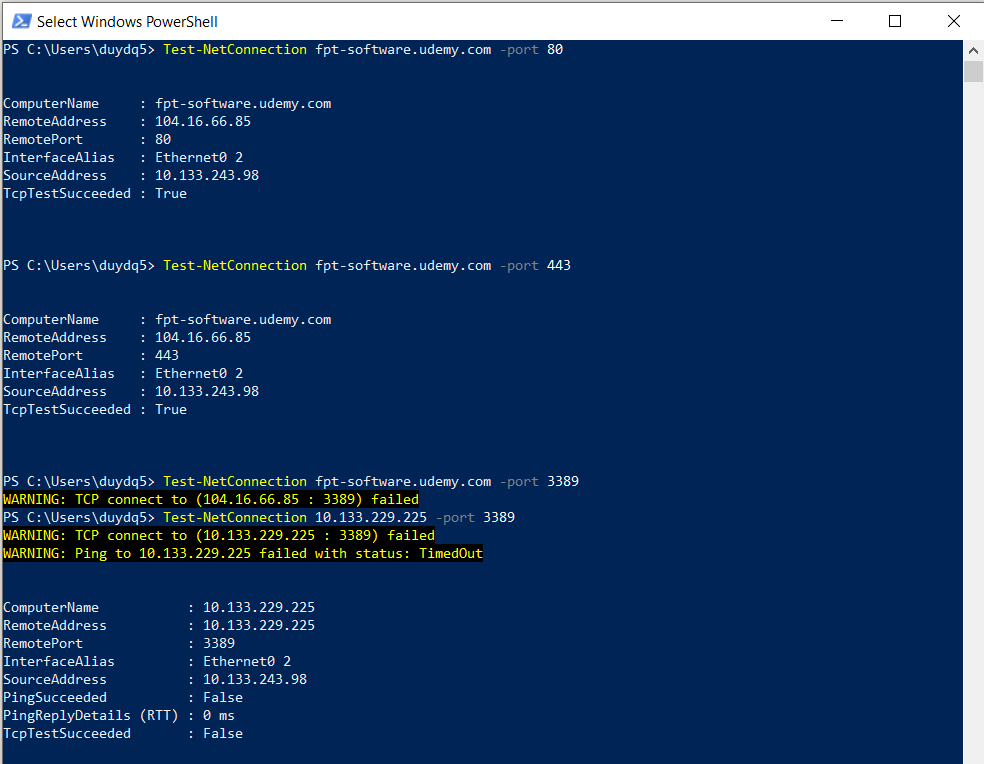 Select Windows PowerShell
PS C:\Users\duydq5> Test-NetConnection fpt-software.udemy.com -port 80
ComputerName     : fpt-software.udemy.com
RemoteAddress    : 104.16.66.85
RemotePort       : 80
InterfaceAlias   : Ethernet0 2
SourceAddress    : 10.133.243.98
TcpTestSucceeded : True
PS C:\Users\duydq5> Test-NetConnection fpt-software.udemy.com -port 443
ComputerName     : fpt-software.udemy.com
RemoteAddress    : 104.16.66.85
RemotePort       : 443
InterfaceAlias   : Ethernet0 2
SourceAddress    : 10.133.243.98
TcpTestSucceeded : True
PS C:\Users\duydq5> Test-NetConnection fpt-software.udemy.com -port 3389
WARNING: TCP connect to (104.16.66.85 : 3389) failed
PS C:\Users\duydq5> Test-NetConnection 10.133.229.225 -port 3389
WARNING: TCP connect to (10.133.229.225 : 3389) failed
WARNING: Ping to 10.133.229.225 failed with status: TimedOut
ComputerName           : 10.133.229.225
RemoteAddress          : 10.133.229.225
RemotePort             : 3389
InterfaceAlias         : Ethernet0 2
SourceAddress          : 10.133.243.98
PingSucceeded          : False
PingReplyDetails (RTT) : 0 ms
TcpTestSucceeded       : False